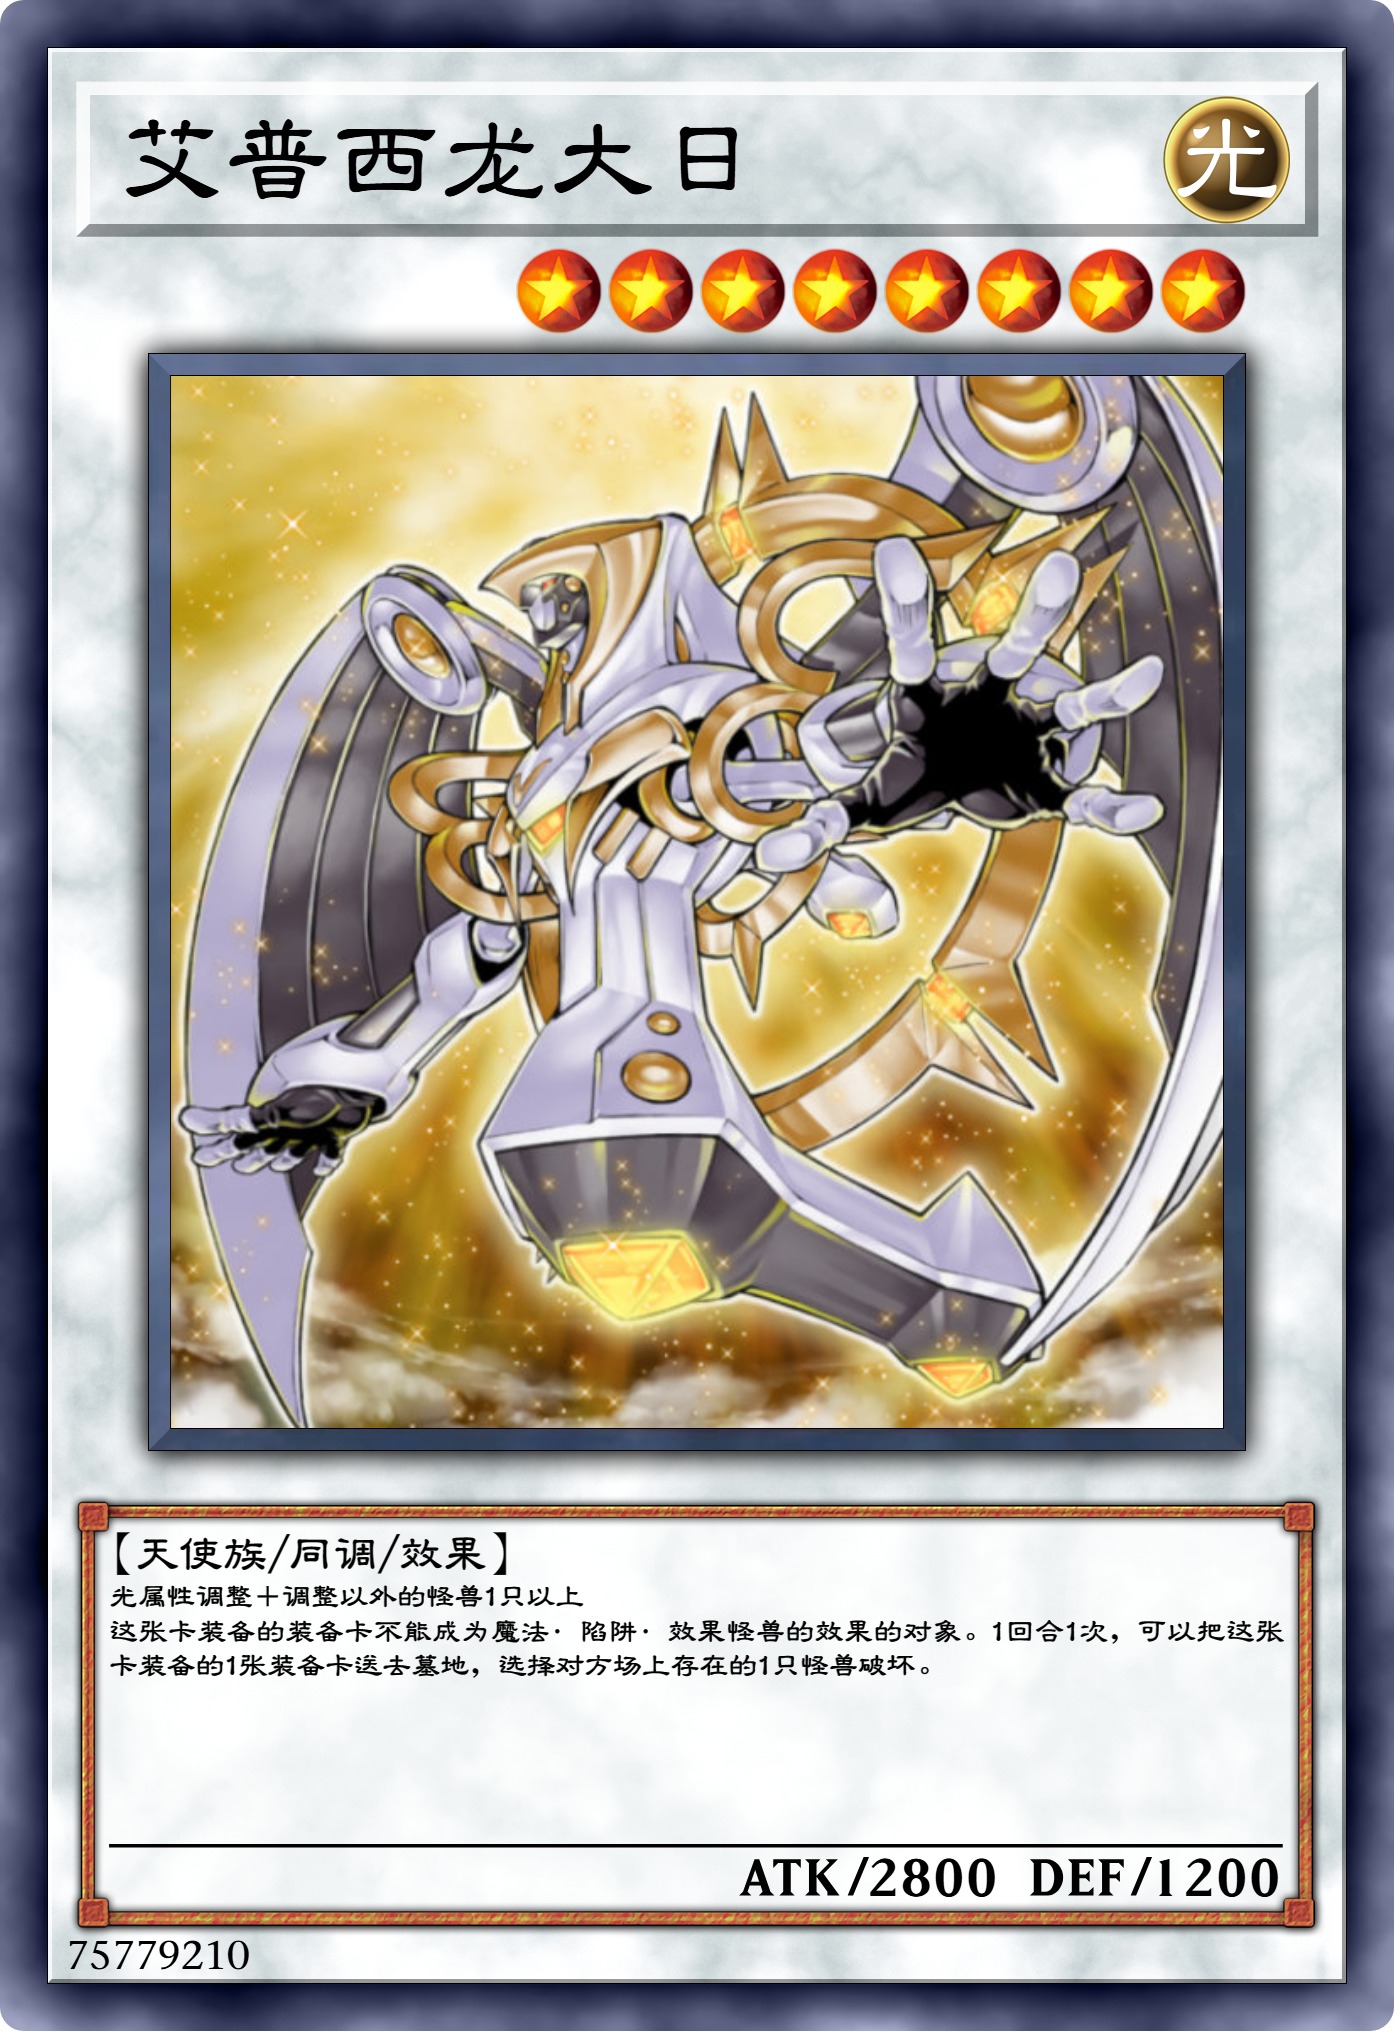 艾普西龙大日
光
【天使族/同调/效果】
光属性调整＋调整以外的怪兽1只以上
这张卡装备的装备卡不能成为魔法·陷阱·效果怪兽的效果的对象。1回合1次，可以把这张
卡装备的1张装备卡送去墓地，选择对方场上存在的1只怪兽破坏。
ATK/2800 DEF/1200
75779210